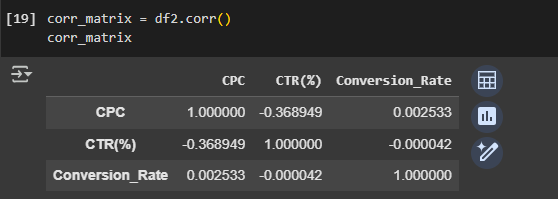 [19] corr_matrix = df2.corr()
corr_matrix
CPC CTR(%) Conversion_Rate
CPC 1.000000 -0.368949 0.002533
CTR(%) -0.368949 1.000000 -0.000042
Conversion_Rate 0.002533 -0.000042 1.000000